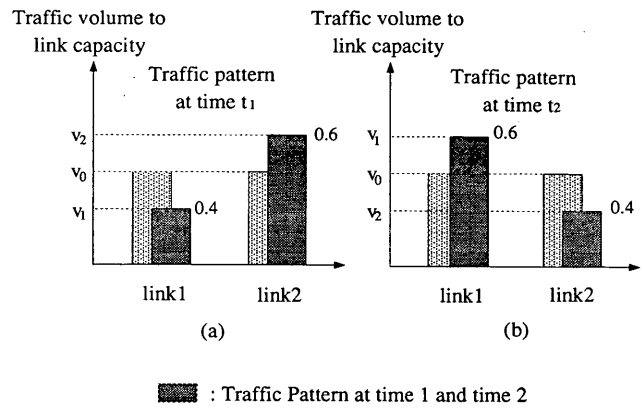 Traffic volume to
link capacity
Traffic pattern
at time t1
v2
0.6
v0
v1
0.4
link1
link2
(a)
Traffic volume to
link capacity
Traffic pattern
at time t2
v1
0.6
v0
v2
0.4
link1
link2
(b)
: Traffic Pattern at time 1 and time 2